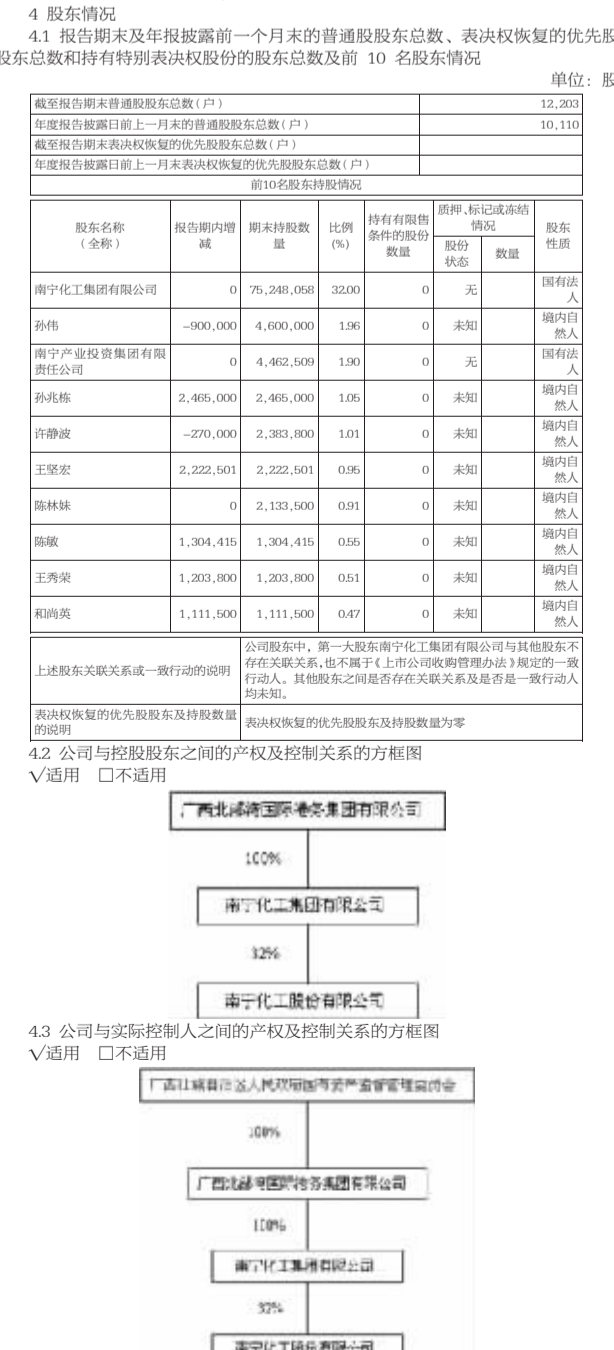 4 股东情况
4.1 报告期末及年报披露前一个月末的普通股股东总数、表决权恢复的优先股
股东总数和持有特别表决权股份的股东总数及前 10 名股东情况
单位: 股
截至报告期末普通股股东总数(户) 12,203
年度报告披露日前上一月末的普通股股东总数(户) 10,110
截至报告期末表决权恢复的优先股股东总数(户)
年度报告披露日前上一月末表决权恢复的优先股股东总数(户)
前10名股东持股情况
股东名称
(全称)
报告期内增
减
期末持股数
量
比例
(%)
持有有限售
条件的股份
数量
质押、标记或冻结
情况
股份
状态
数量
股东
性质
南宁化工集团有限公司 0 75,248,058 32.00 0 无 国有法
人
孙伟 -900,000 4,600,000 1.96 0 未知 境内自
然人
南宁产业投资集团有限
责任公司 0 4,462,509 1.90 0 无 国有法
人
孙兆栋 2,465,000 2,465,000 1.05 0 未知 境内自
然人
许静波 -270,000 2,383,800 1.01 0 未知 境内自
然人
王坚宏 2,222,501 2,222,501 0.95 0 未知 境内自
然人
陈林妹 0 2,133,500 0.91 0 未知 境内自
然人
陈敏 1,304,415 1,304,415 0.55 0 未知 境内自
然人
王秀荣 1,203,800 1,203,800 0.51 0 未知 境内自
然人
和尚英 1,111,500 1,111,500 0.47 0 未知 境内自
然人
上述股东关联关系或一致行动的说明
公司股东中，第一大股东南宁化工集团有限公司与其他股东不
存在关联关系,也不属于《上市公司收购管理办法》规定的一致
行动人。其他股东之间是否存在关联关系及是否是一致行动人
均未知。
表决权恢复的优先股股东及持股数量
的说明
表决权恢复的优先股股东及持股数量为零
4.2 公司与控股股东之间的产权及控制关系的方框图
√适用 □不适用
广西北部湾国际港务集团有限公司
100%
南宁化工集团有限公司
32%
南宁化工股份有限公司
4.3 公司与实际控制人之间的产权及控制关系的方框图
√适用 □不适用
广西壮族自治区人民政府国有资产监督管理委员会
100%
广西北部湾国际港务集团有限公司
100%
南宁化工集团有限公司
32%
南宁化工股份有限公司